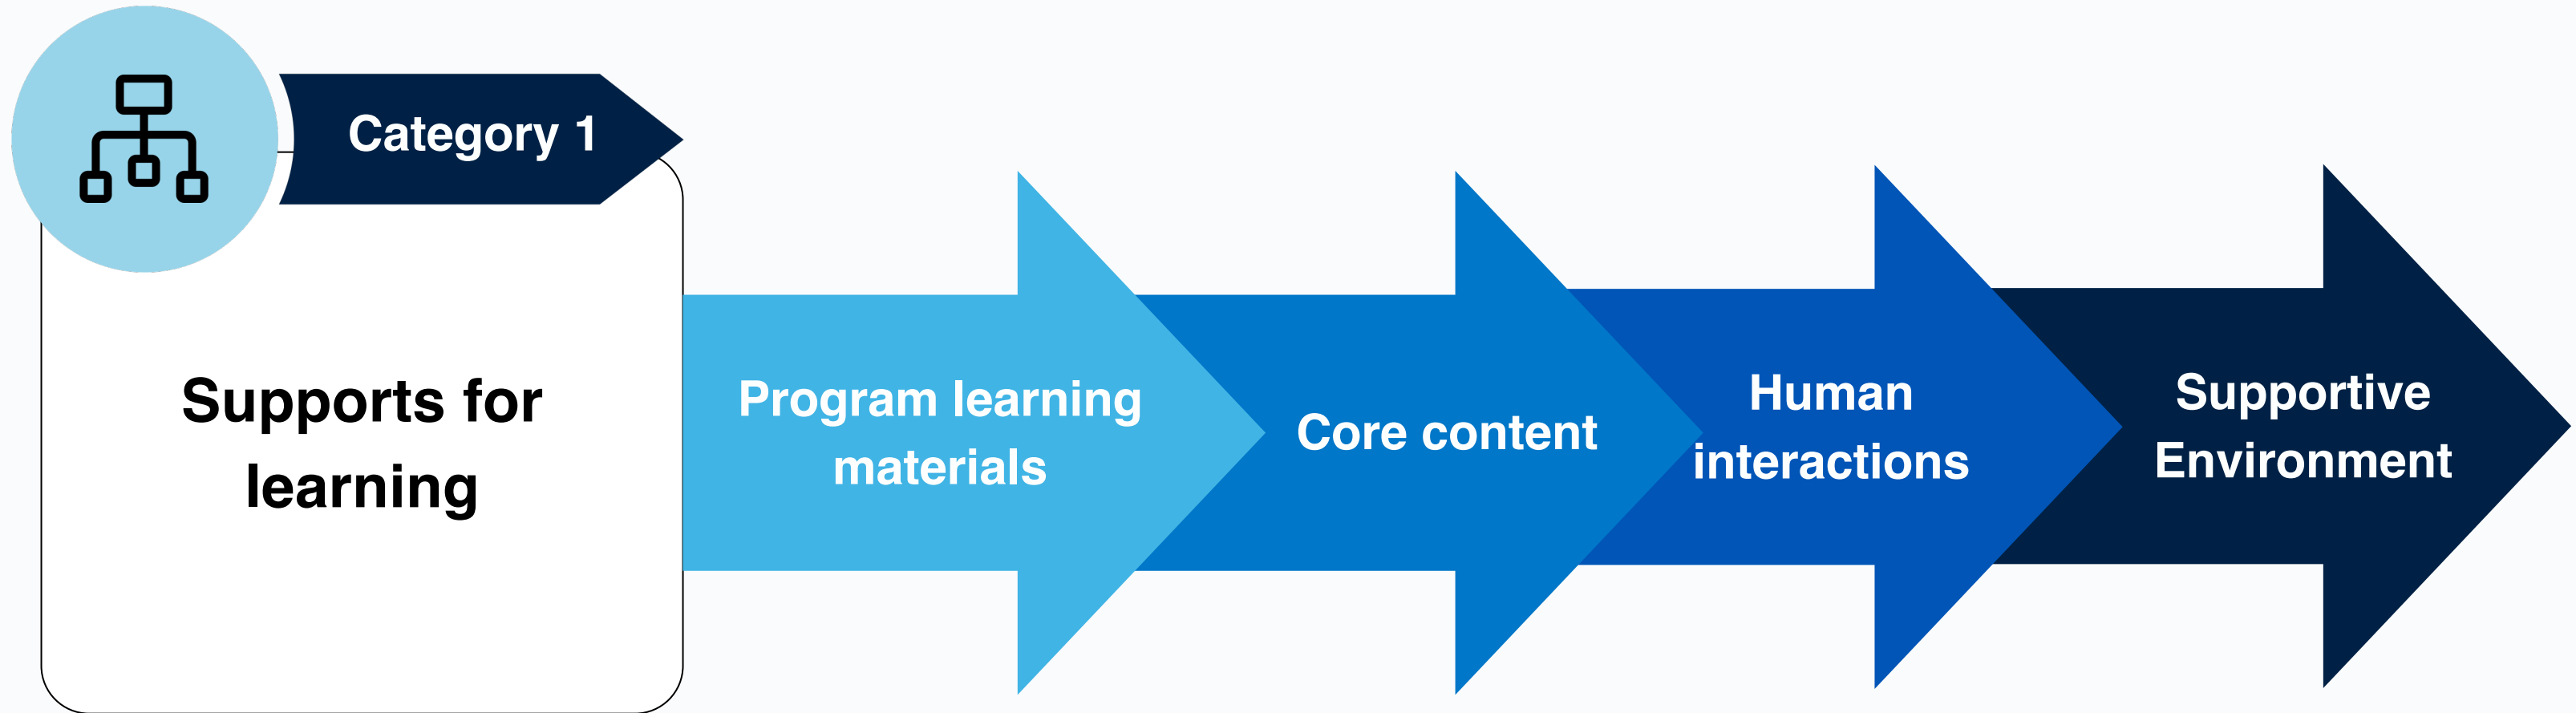 Category 1
Supports for
learning
Program learning
materials
Core content
Human
interactions
Supportive
Environment